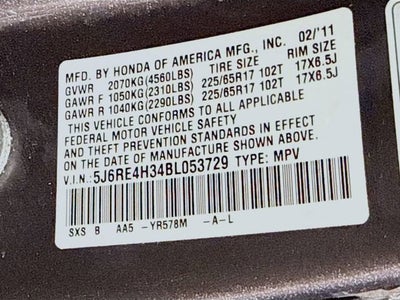 MFD. BY HONDA OF AMERICA MFG., INC. 02/'11
GVWR 2070KG(4560LBS) TIRE SIZE RIM SIZE
GAWR F 1050KG(2310LBS) 225/65R17 102T 17X6.5J
GAWR R 1040KG(2290LBS) 225/65R17 102T 17X6.5J
THIS VEHICLE CONFORMS TO ALL APPLICABLE
FEDERAL MOTOR VEHICLE SAFETY
AND THEFT PREVENTION STANDARDS IN EFFECT
ON THE DATE OF MANUFACTURE SHOWN ABOVE.
V.I.N.: 5J6RE4H34BL053729 TYPE: MPV
SXS B AA5 -YR578M -A-L